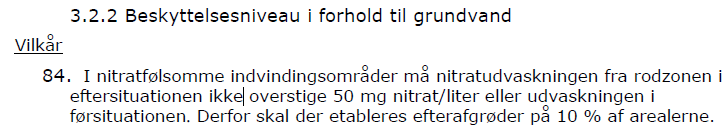 3.2.2 Beskyttelsesniveau i forhold til grundvand
Vilkår
84. I nitratfølsomme indvindingsområder må nitratudvaskningen fra rodzonen i
eftersituationen ikke overstige 50 mg nitrat/liter eller udvaskningen i
førsituationen. Derfor skal der etableres efterafgrøder på 10 % af arealerne.